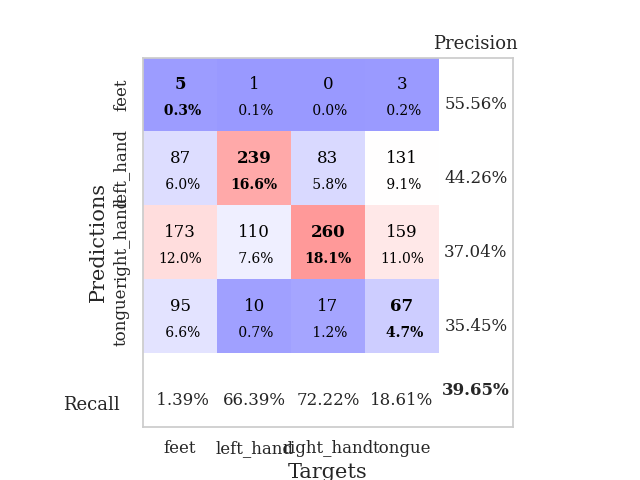 Precision
feet 5 1 0 3
0.3% 0.1% 0.0% 0.2% 55.56%
left_hand 87 239 83 131
6.0% 16.6% 5.8% 9.1% 44.26%
right_hand 173 110 260 159
12.0% 7.6% 18.1% 11.0% 37.04%
tongue 95 10 17 67
6.6% 0.7% 1.2% 4.7% 35.45%
Predictions
Recall 1.39% 66.39% 72.22% 18.61% 39.65%
feet left_hand right_hand tongue
Targets